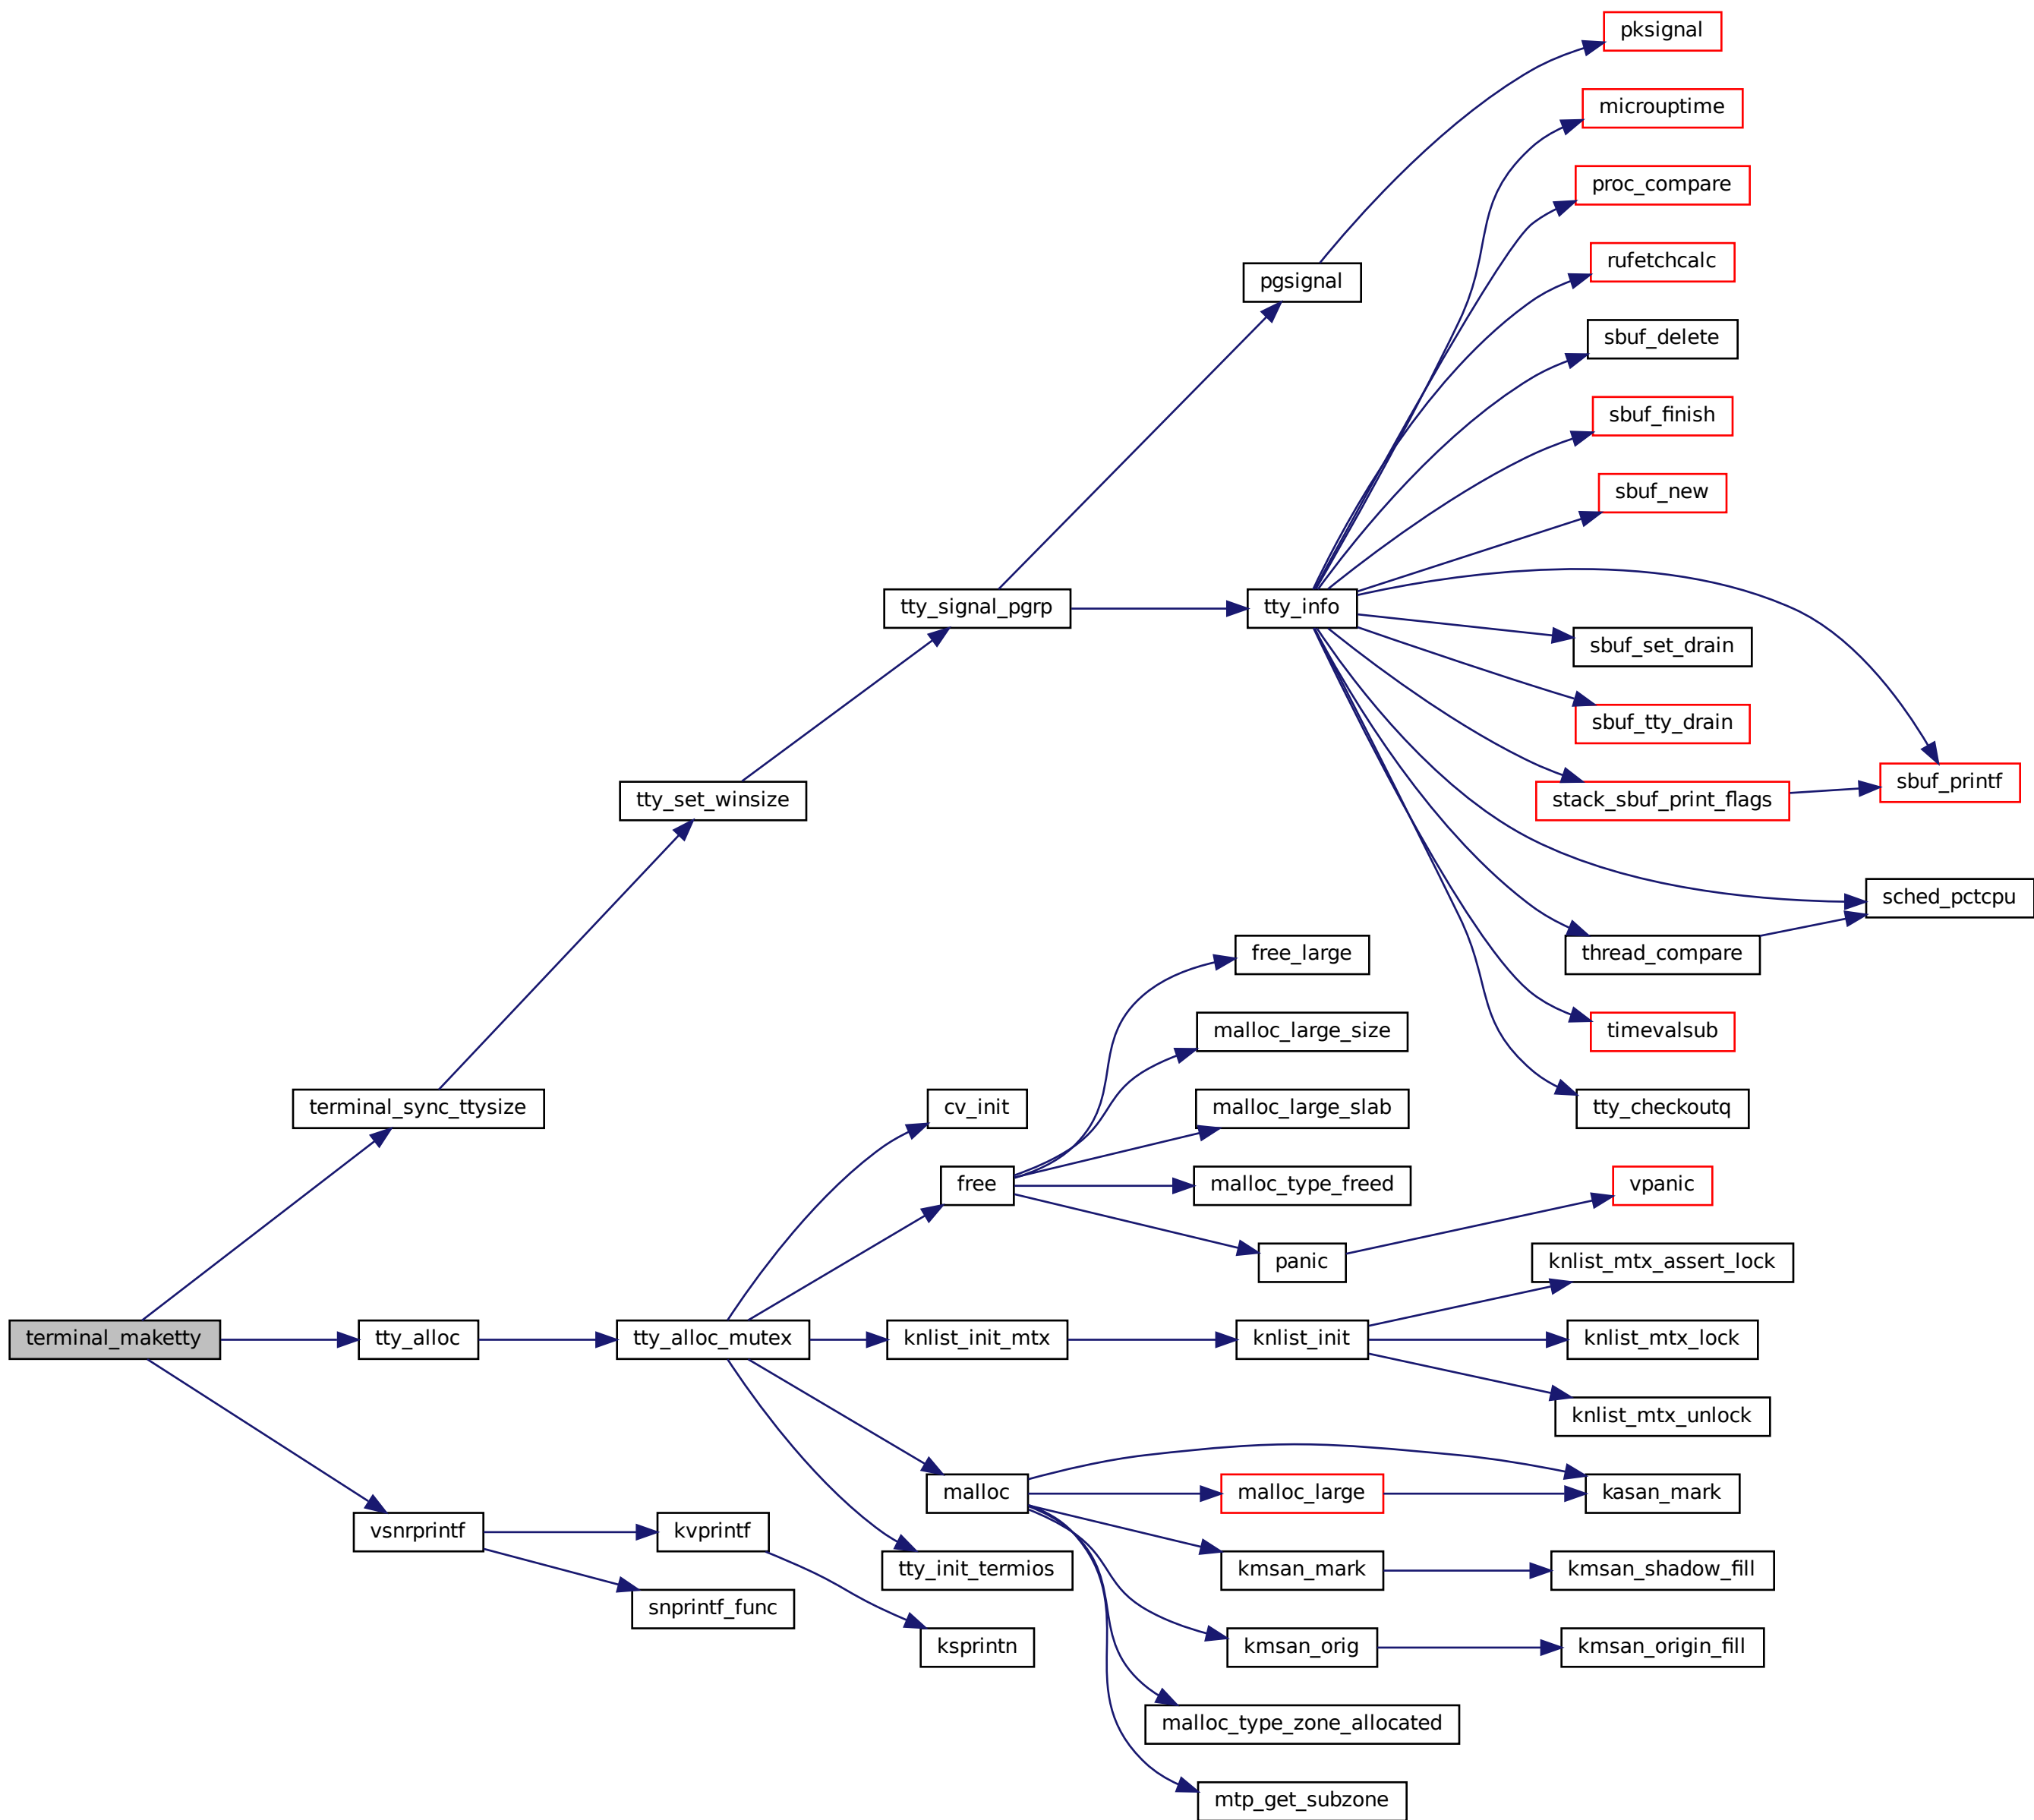 pksignal
microuptime
proc_compare
rufetchcalc
pgsignal
sbuf_delete
sbuf_finish
sbuf_new
tty_signal_pgrp
tty_info
sbuf_set_drain
sbuf_tty_drain
sbuf_printf
tty_set_winsize
stack_sbuf_print_flags
sched_pctcpu
free_large
thread_compare
malloc_large_size
timevalsub
terminal_sync_ttysize
cv_init
malloc_large_slab
tty_checkoutq
free
malloc_type_freed
vpanic
panic
knlist_mtx_assert_lock
terminal_maketty
tty_alloc
tty_alloc_mutex
knlist_init_mtx
knlist_init
knlist_mtx_lock
knlist_mtx_unlock
malloc
malloc_large
kasan_mark
vsnrprintf
kvprintf
tty_init_termios
kmsan_mark
kmsan_shadow_fill
snprintf_func
ksprintn
kmsan_orig
kmsan_origin_fill
malloc_type_zone_allocated
mtp_get_subzone